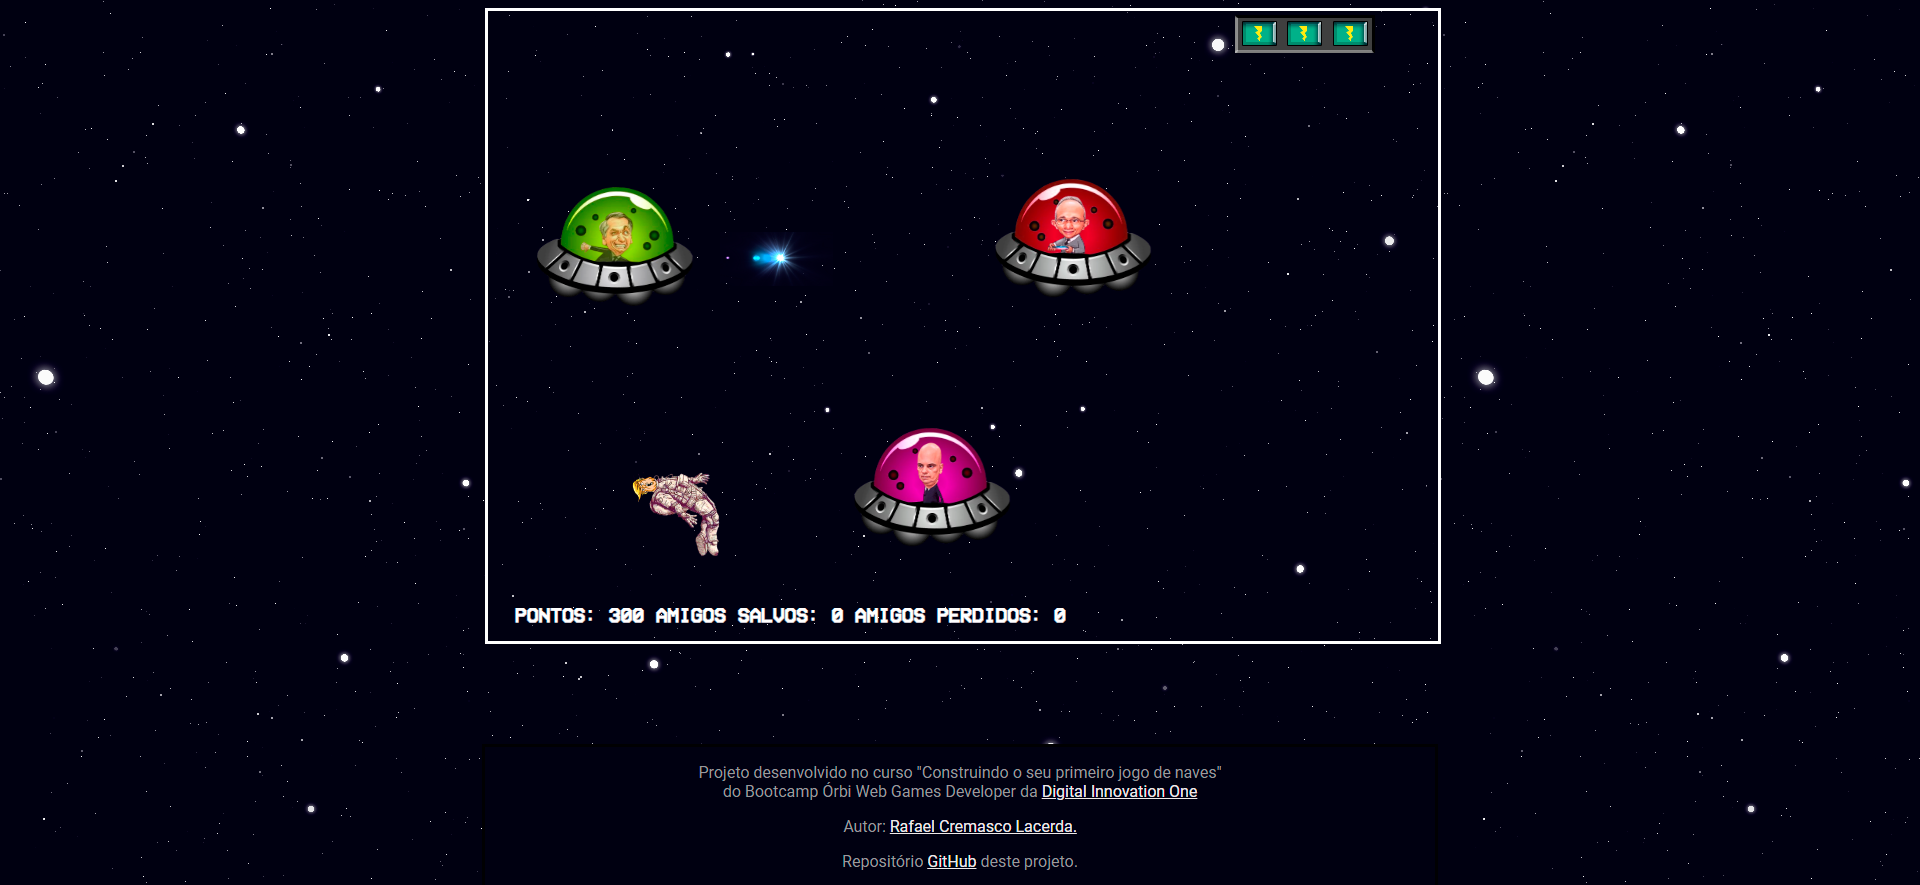 PONTOS: 300 AMIGOS SALVOS: 0 AMIGOS PERDIDOS: 0
Projeto desenvolvido no curso "Construindo o seu primeiro jogo de naves"
do Bootcamp Órbi Web Games Developer da Digital Innovation One
Autor: Rafael Cremasco Lacerda.
Repositório GitHub deste projeto.